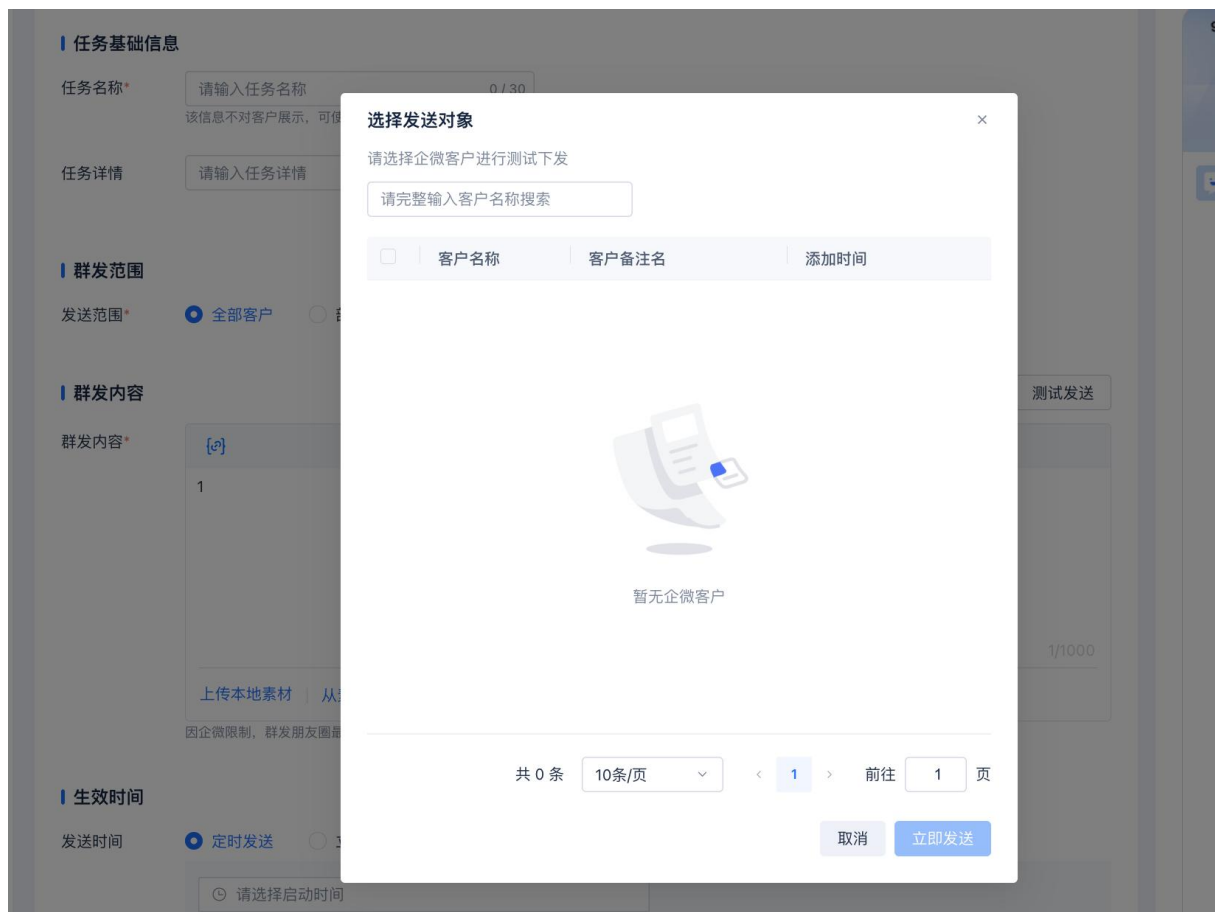 任务基础信息
任务名称* 请输入任务名称 0 / 30
该信息不对客户展示，可
选择发送对象
请选择企微客户进行测试下发
任务详情 请输入任务详情
请完整输入客户名称搜索
客户名称 客户备注名 添加时间
群发范围
发送范围* 全部客户
群发内容 测试发送
群发内容*
1
暂无企微客户
1/1000
上传本地素材 从
因企微限制，群发朋友圈
共 0 条 10条/页 1 前往 1 页
生效时间
发送时间 定时发送
取消 立即发送
请选择启动时间